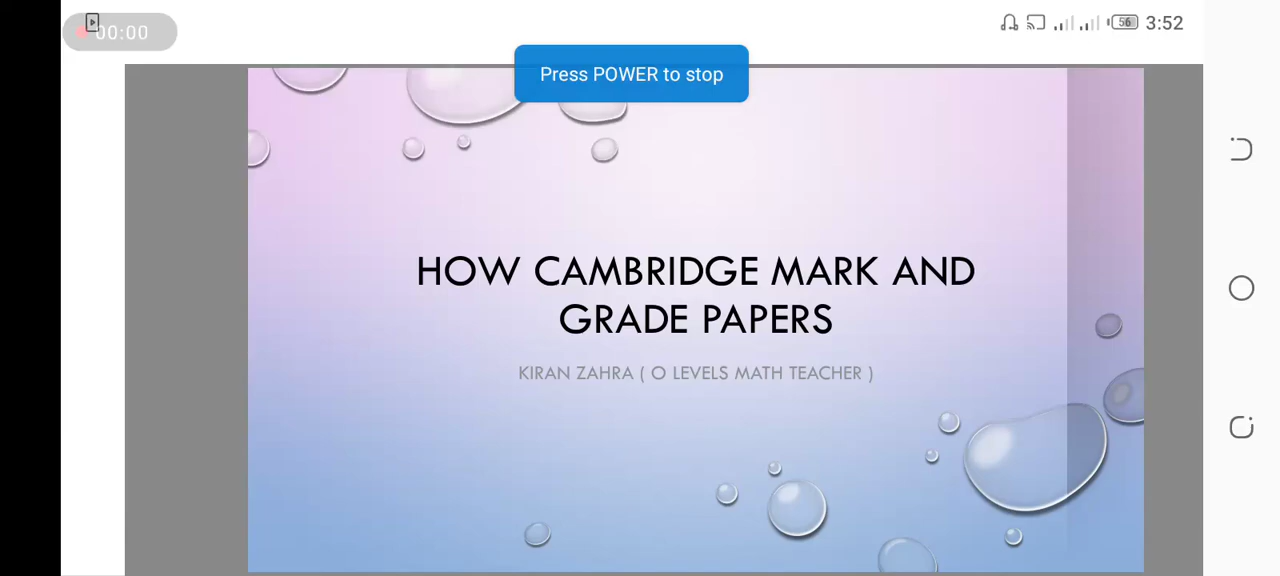 00:00
56 3:52
Press POWER to stop
HOW CAMBRIDGE MARK AND
GRADE PAPERS
KIRAN ZAHRA ( O LEVELS MATH TEACHER )